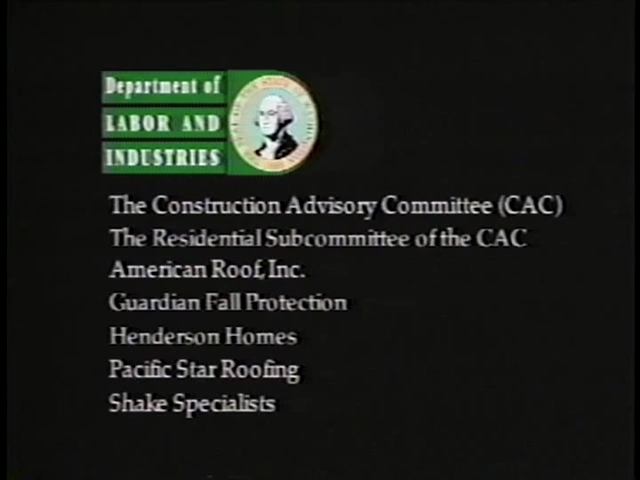 Department of
LABOR AND
INDUSTRIES
The Construction Advisory Committee (CAC)
The Residential Subcommittee of the CAC
American Roof, Inc.
Guardian Fall Protection
Henderson Homes
Pacific Star Roofing
Shake Specialists